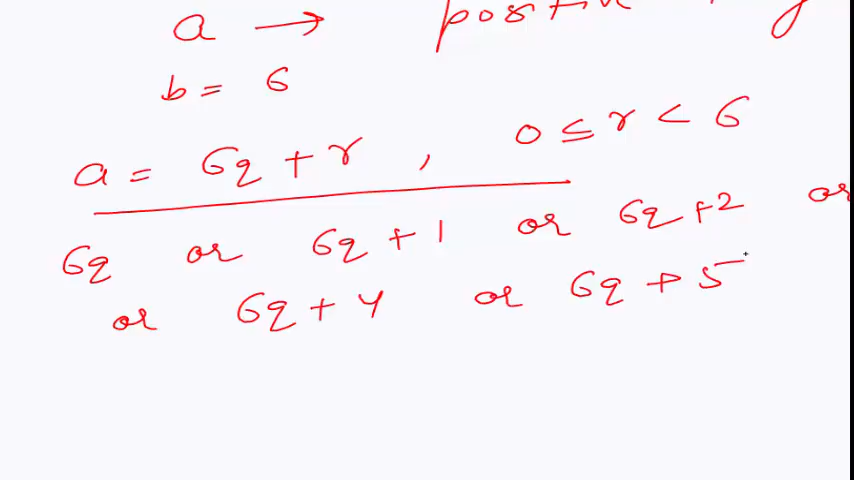 a → positive
b = 6
a = 6q + r , 0 ≤ r < 6
6q or 6q + 1 or 6q + 2 or
or 6q + 4 or 6q + 5